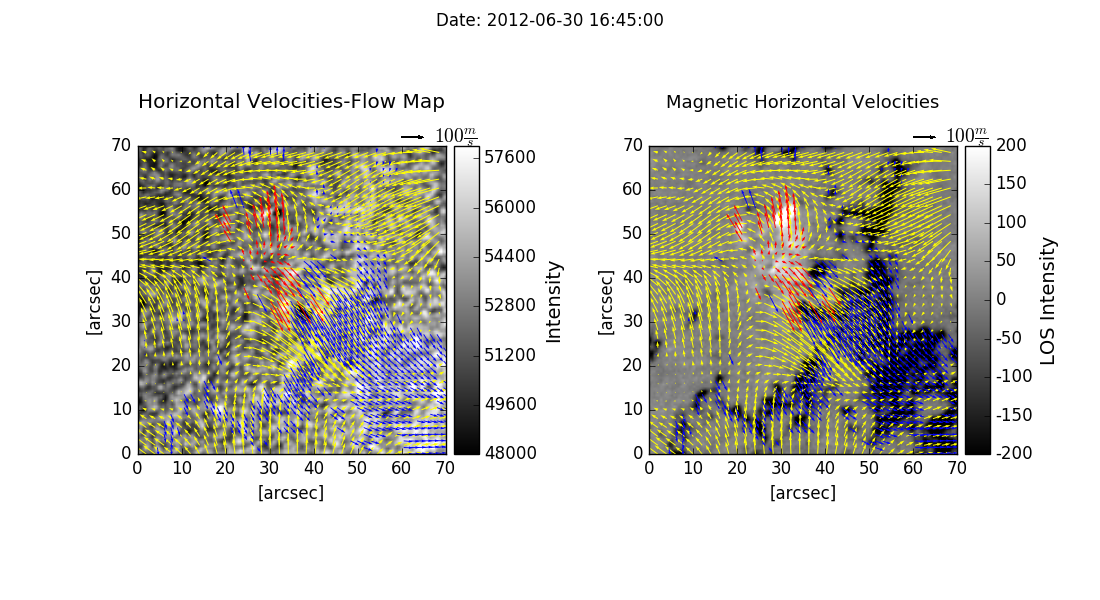 Date: 2012-06-30 16:45:00
Horizontal Velocities-Flow Map
100 m/s
70
60
50
40
30
20
10
0
0 10 20 30 40 50 60 70
[arcsec]
[arcsec]
57600
56000
54400
52800
51200
49600
48000
Intensity
Magnetic Horizontal Velocities
100 m/s
70
60
50
40
30
20
10
0
0 10 20 30 40 50 60 70
[arcsec]
[arcsec]
200
150
100
50
0
-50
-100
-150
-200
LOS Intensity